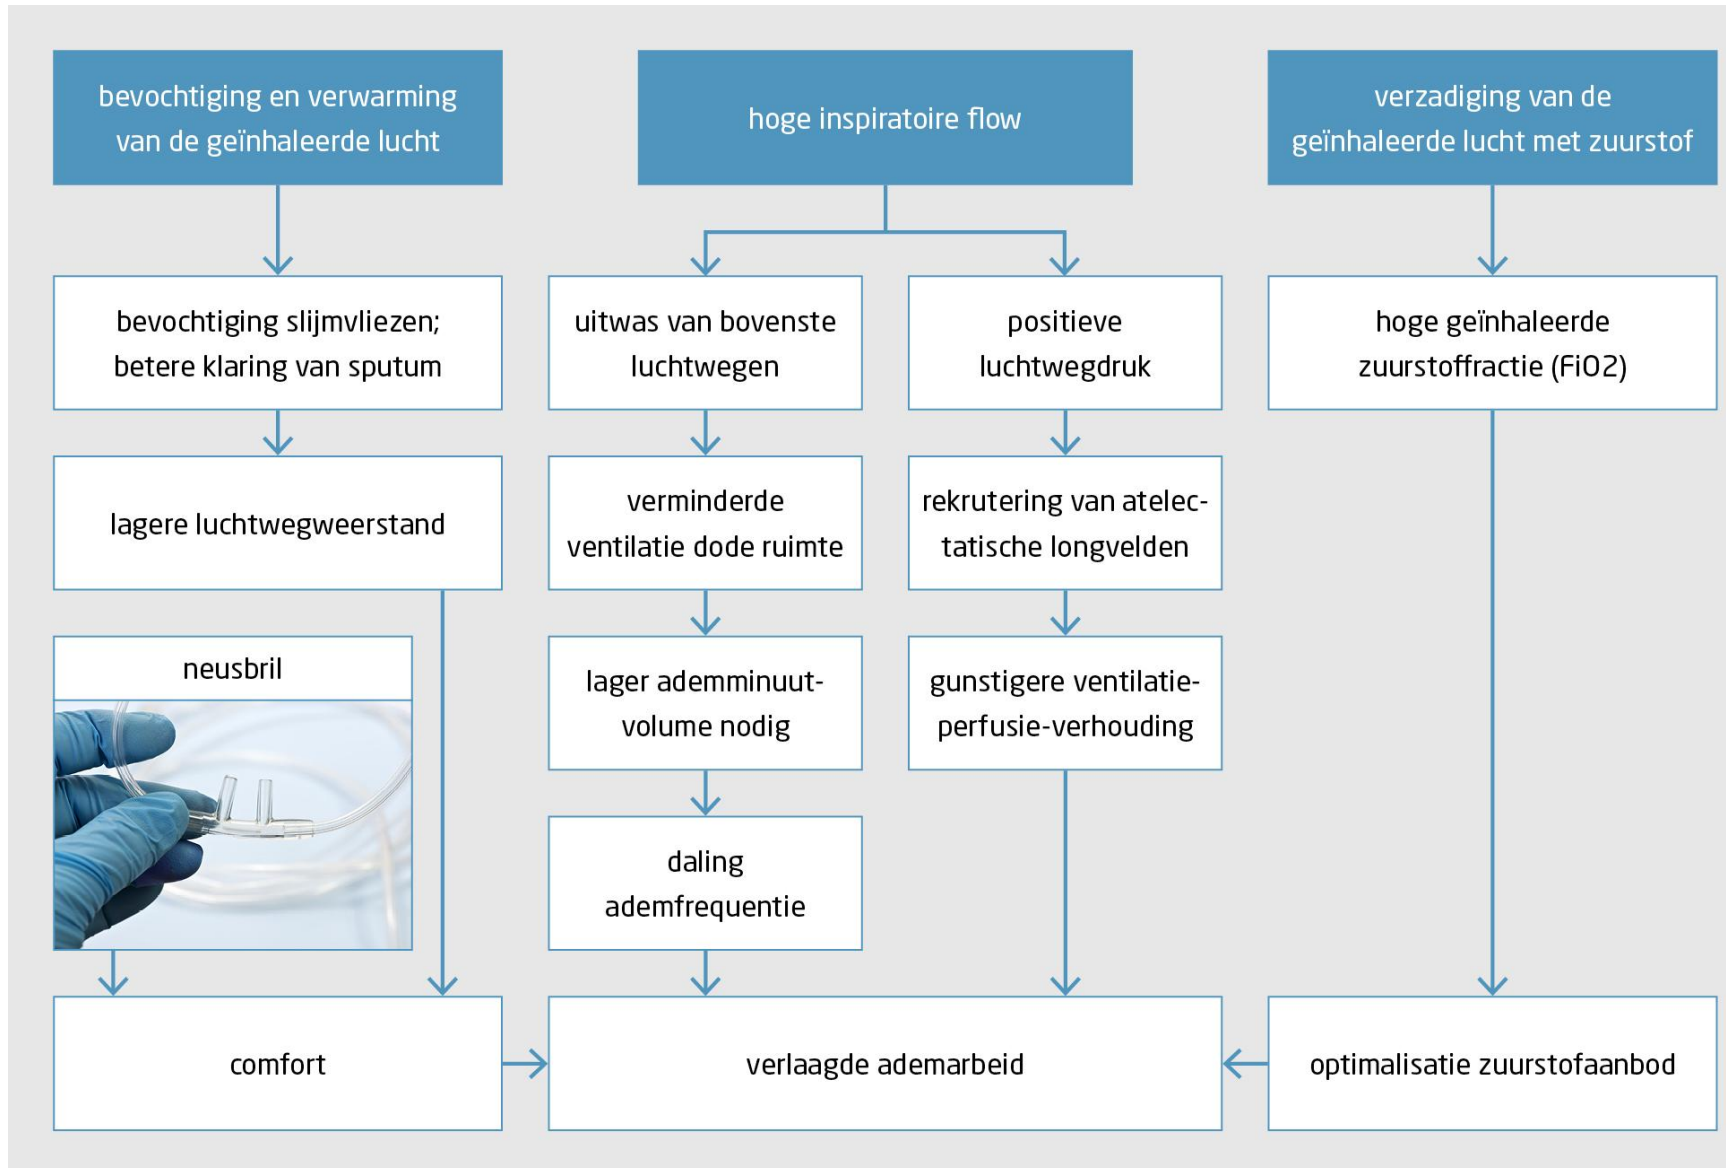 bevochtiging en verwarming
van de geïnhaleerde lucht
hoge inspiratoire flow
verzadiging van de
geïnhaleerde lucht met zuurstof
bevochtiging slijmvliezen;
betere klaring van sputum
uitwas van bovenste
luchtwegen
positieve
luchtwegdruk
hoge geïnhaleerde
zuurstoffractie (FiO2)
lagere luchtwegweerstand
verminderde
ventilatie dode ruimte
rekrutering van atelec-
tatische longvelden
neusbril
lager ademminuut-
volume nodig
gunstigere ventilatie-
perfusie-verhouding
daling
ademfrequentie
comfort
verlaagde ademarbeid
optimalisatie zuurstofaanbod